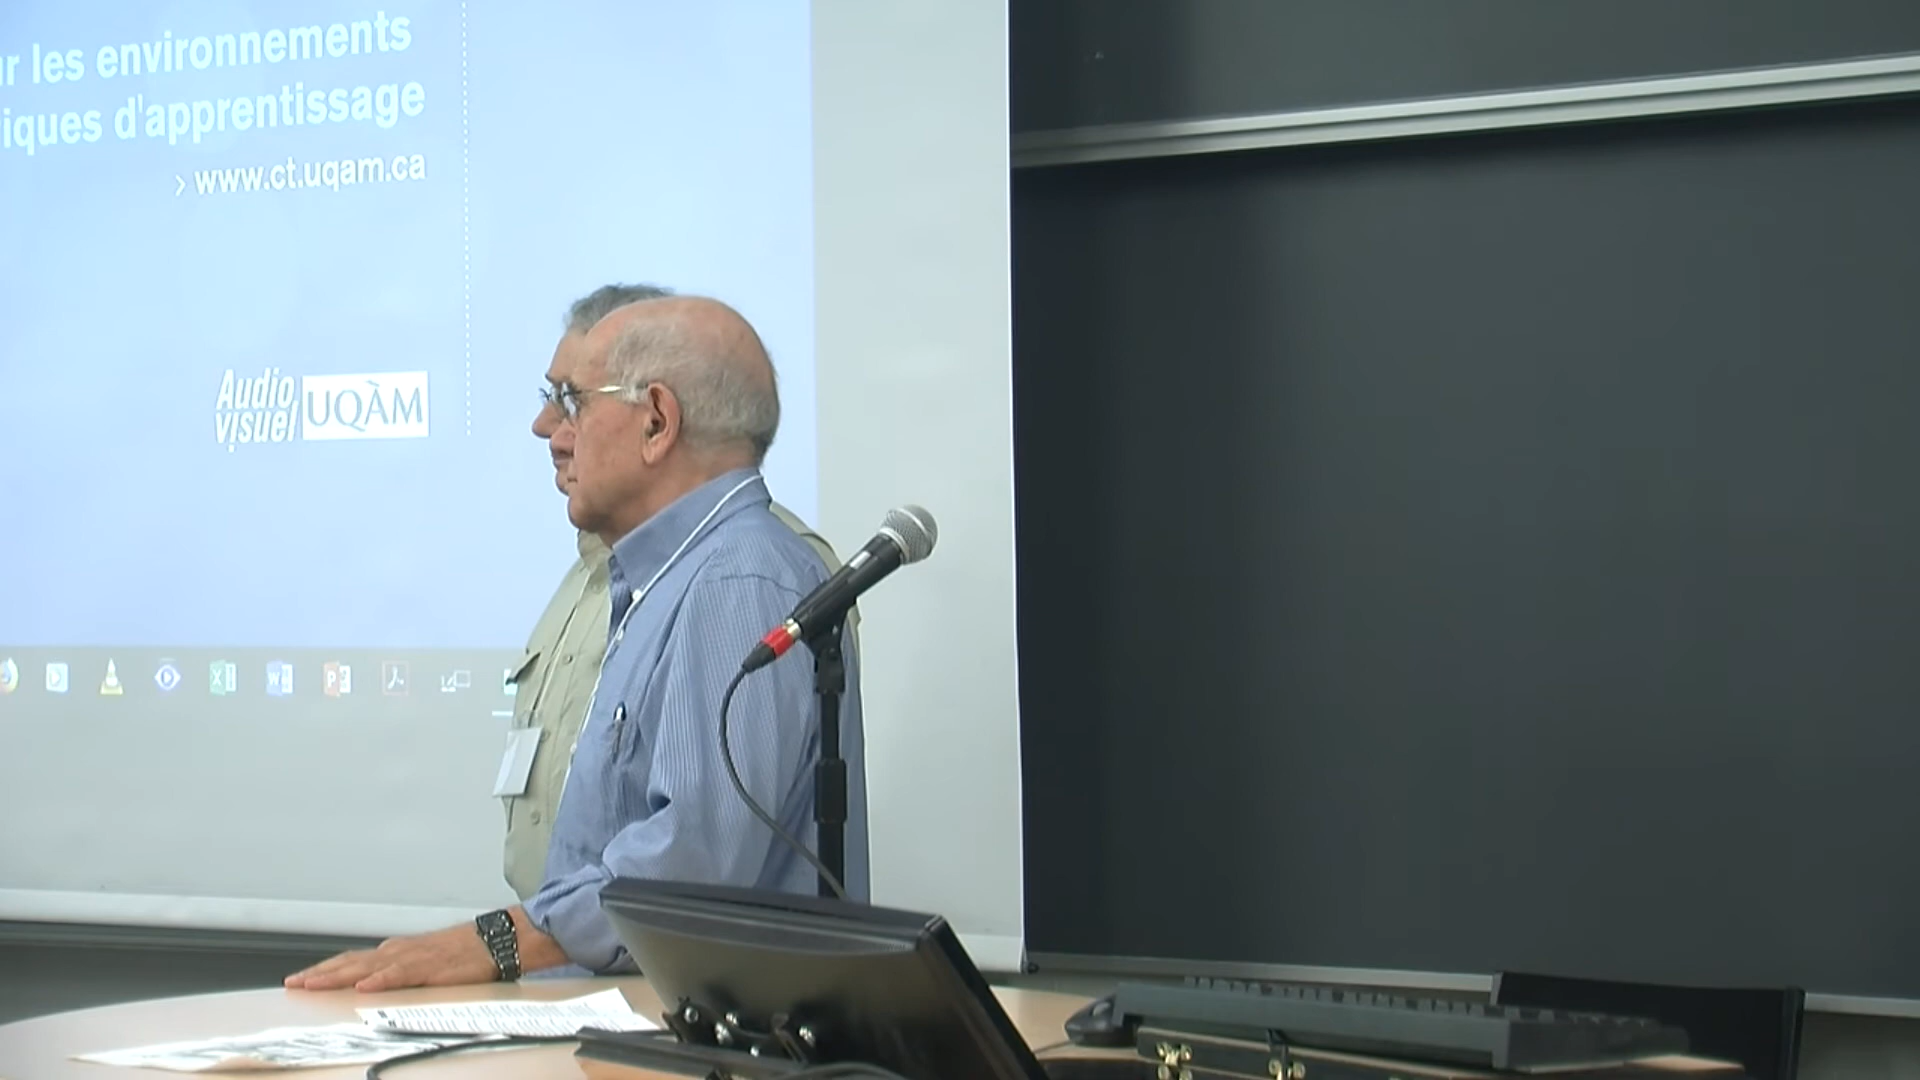 r les environnements
iques d'apprentissage
› www.ct.uqam.ca
Audio
visuel
UQÀM